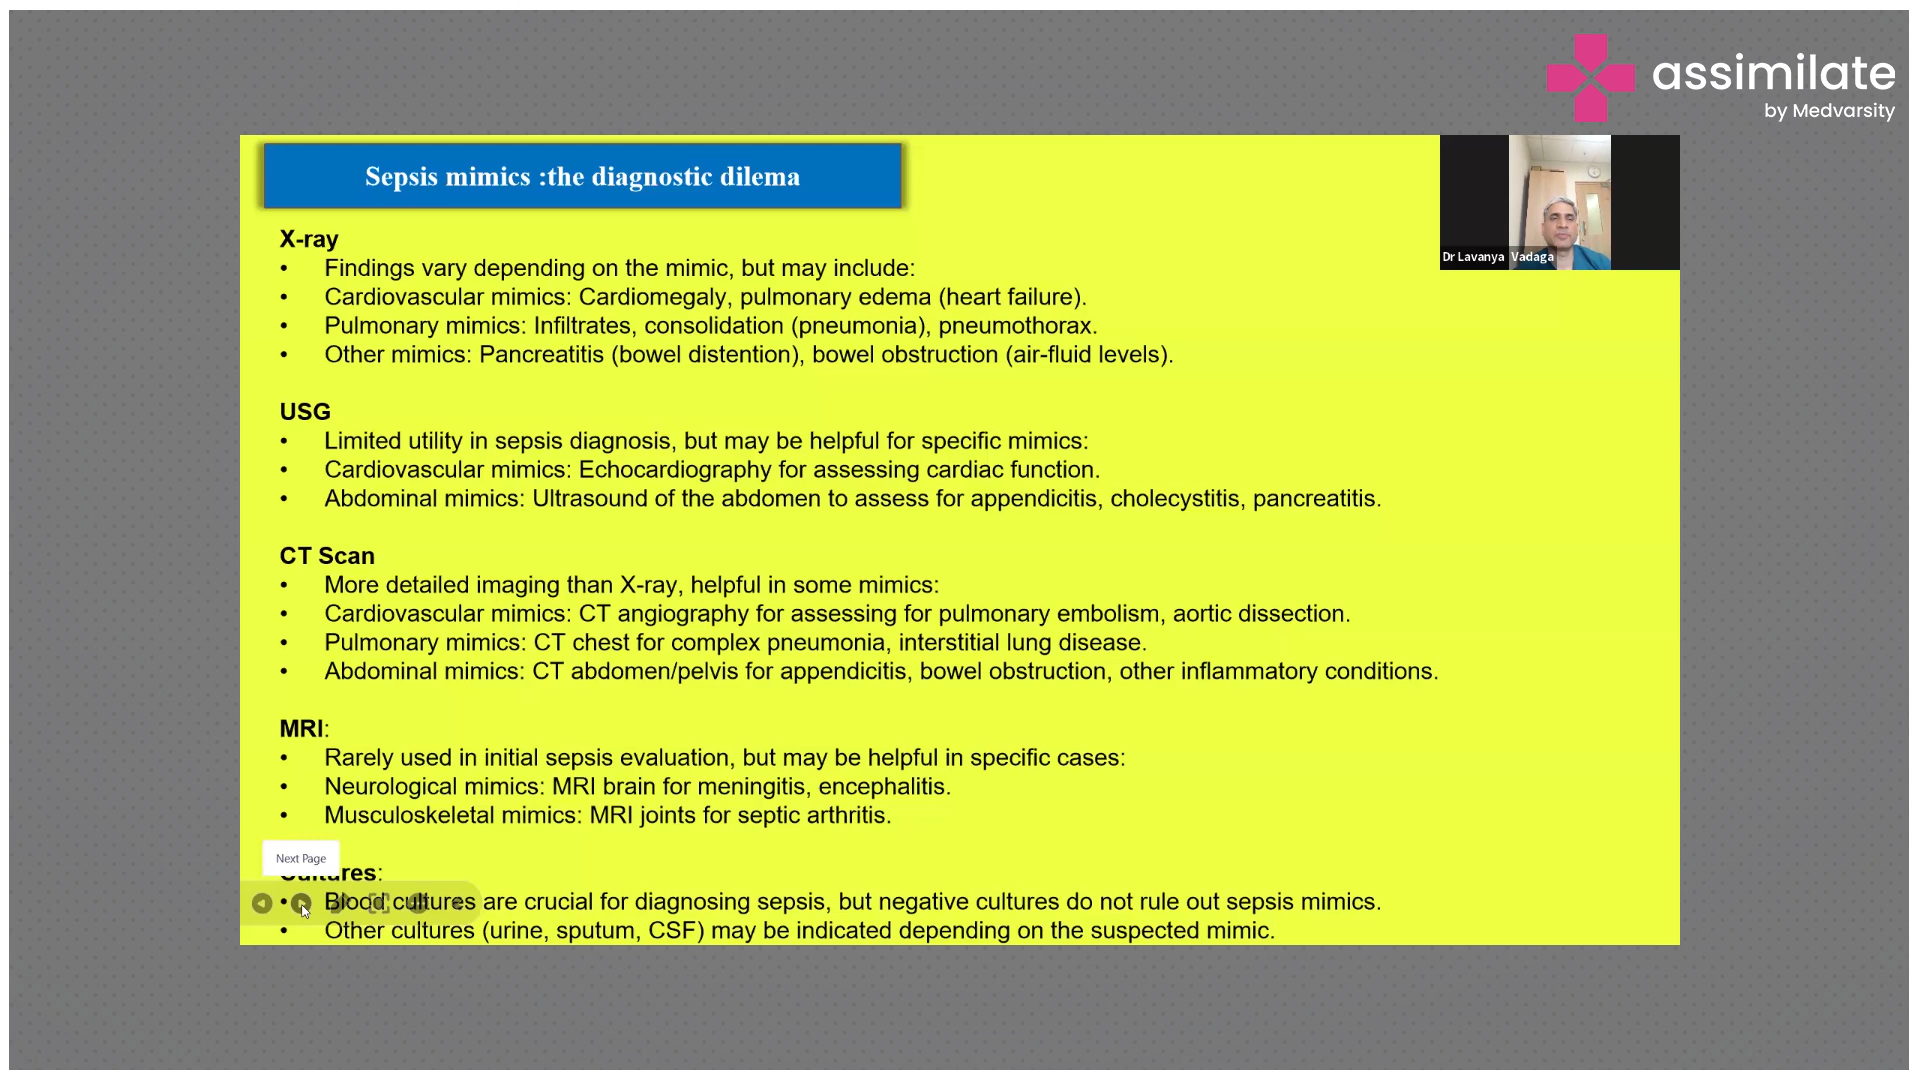 assimilate
by Medvarsity
Sepsis mimics :the diagnostic dilema
Dr Lavanya Vadaga
X-ray
• Findings vary depending on the mimic, but may include:
• Cardiovascular mimics: Cardiomegaly, pulmonary edema (heart failure).
• Pulmonary mimics: Infiltrates, consolidation (pneumonia), pneumothorax.
• Other mimics: Pancreatitis (bowel distention), bowel obstruction (air-fluid levels).
USG
• Limited utility in sepsis diagnosis, but may be helpful for specific mimics:
• Cardiovascular mimics: Echocardiography for assessing cardiac function.
• Abdominal mimics: Ultrasound of the abdomen to assess for appendicitis, cholecystitis, pancreatitis.
CT Scan
• More detailed imaging than X-ray, helpful in some mimics:
• Cardiovascular mimics: CT angiography for assessing for pulmonary embolism, aortic dissection.
• Pulmonary mimics: CT chest for complex pneumonia, interstitial lung disease.
• Abdominal mimics: CT abdomen/pelvis for appendicitis, bowel obstruction, other inflammatory conditions.
MRI:
• Rarely used in initial sepsis evaluation, but may be helpful in specific cases:
• Neurological mimics: MRI brain for meningitis, encephalitis.
• Musculoskeletal mimics: MRI joints for septic arthritis.
Next Page
Cultures:
• Blood cultures are crucial for diagnosing sepsis, but negative cultures do not rule out sepsis mimics.
• Other cultures (urine, sputum, CSF) may be indicated depending on the suspected mimic.